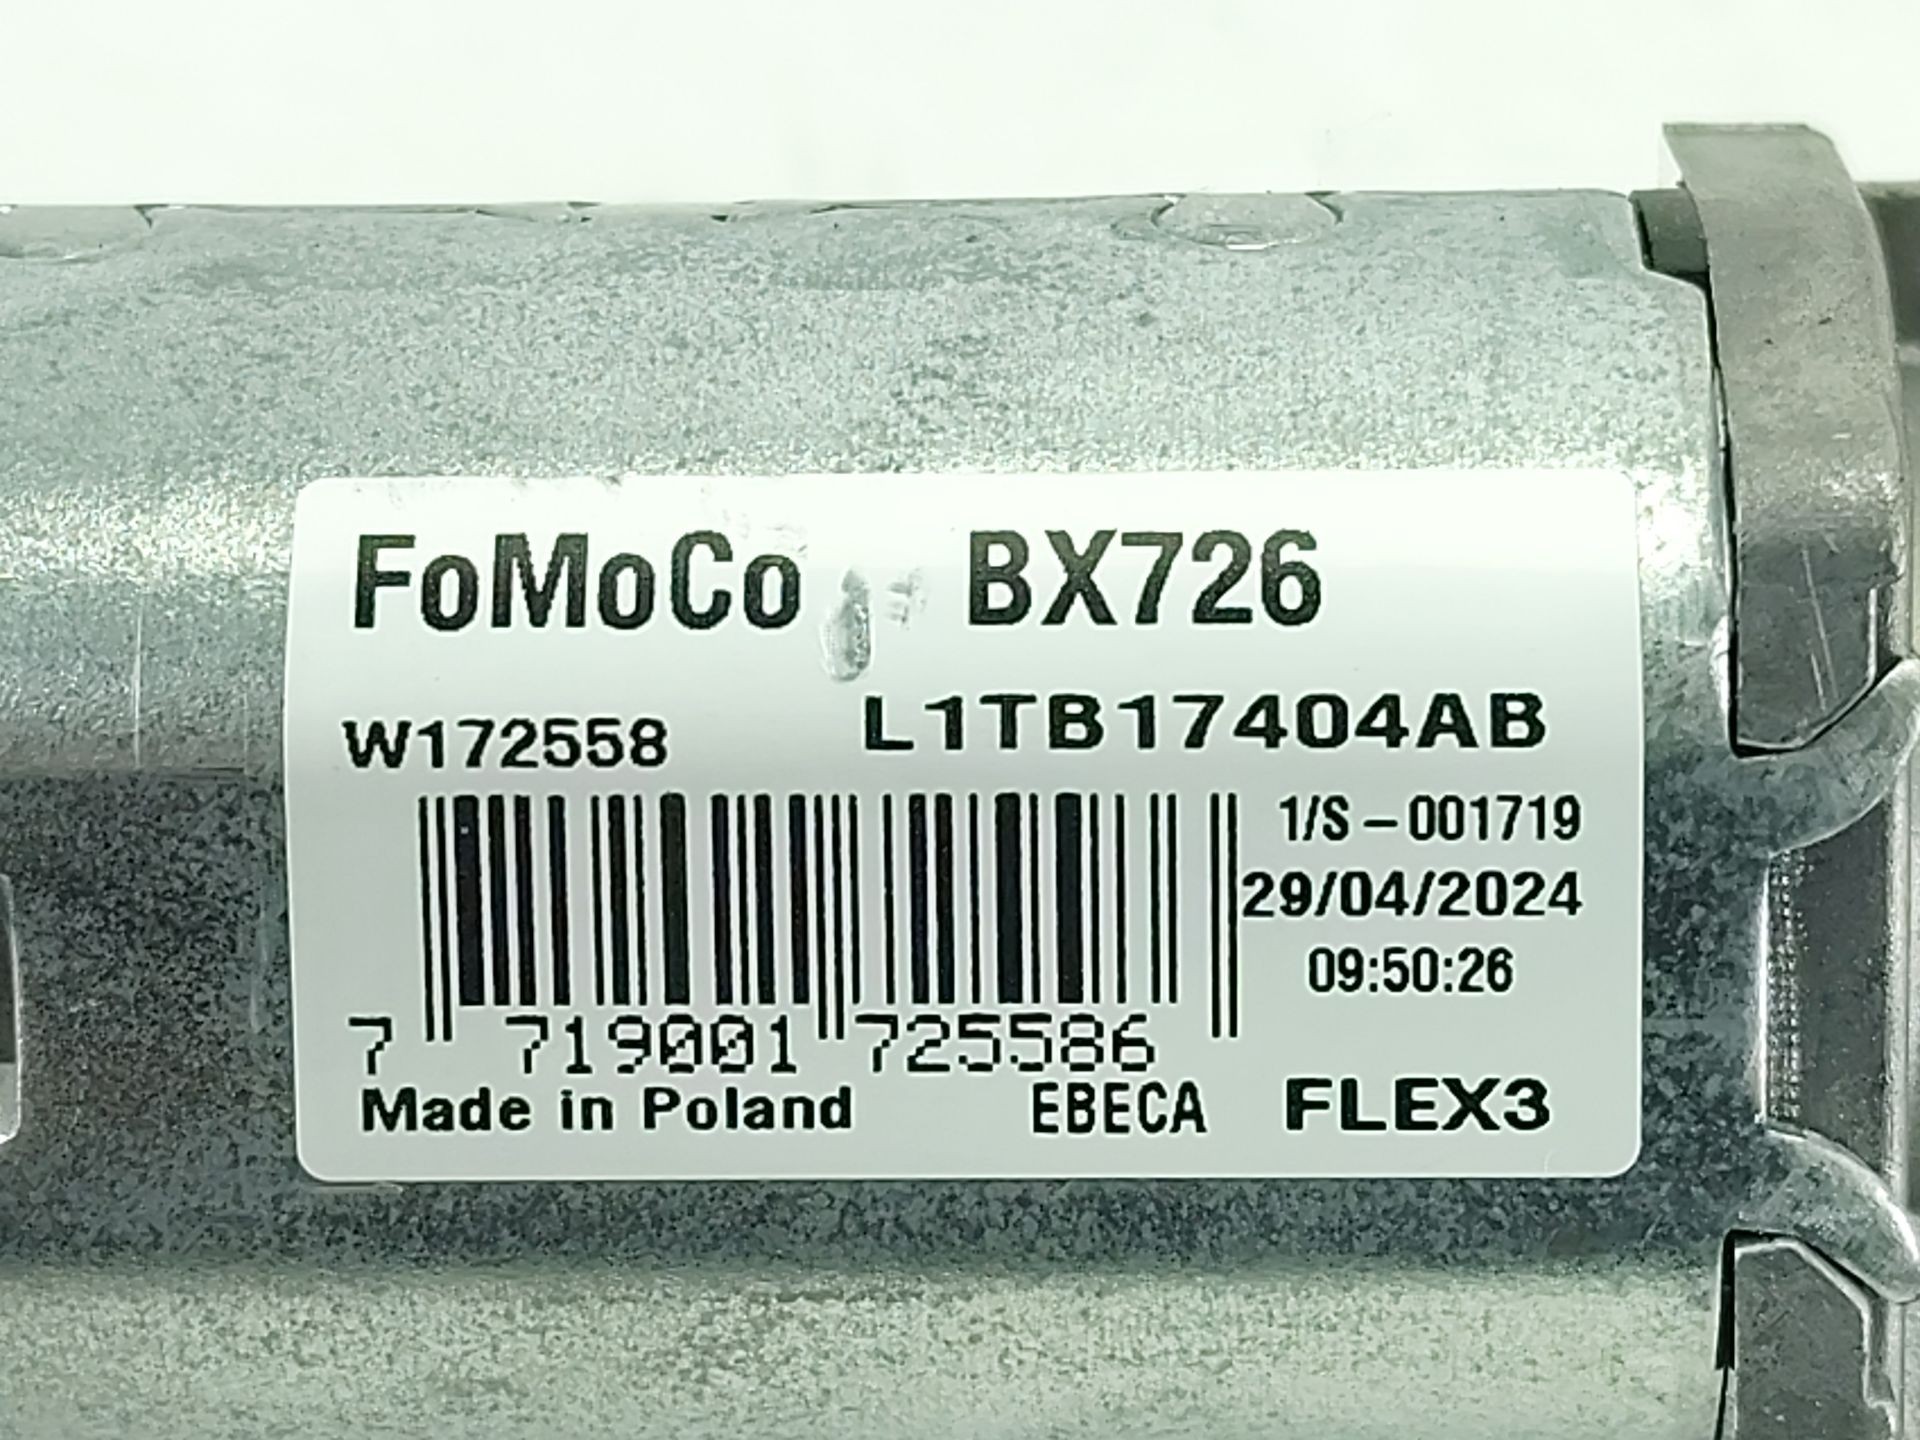 FoMoCo BX726
W172558 L1TB17404AB
1/S-001719
29/04/2024
09:50:26
7 719001 725586
Made in Poland EBECA FLEX3